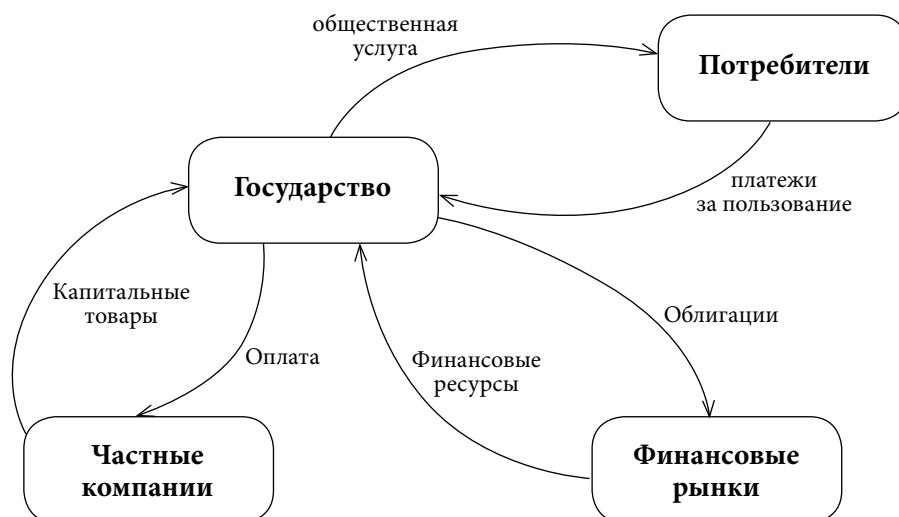 общественная
услуга
Потребители
Государство
платежи
за пользование
Капитальные
товары
Оплата
Финансовые
ресурсы
Облигации
Частные
компании
Финансовые
рынки